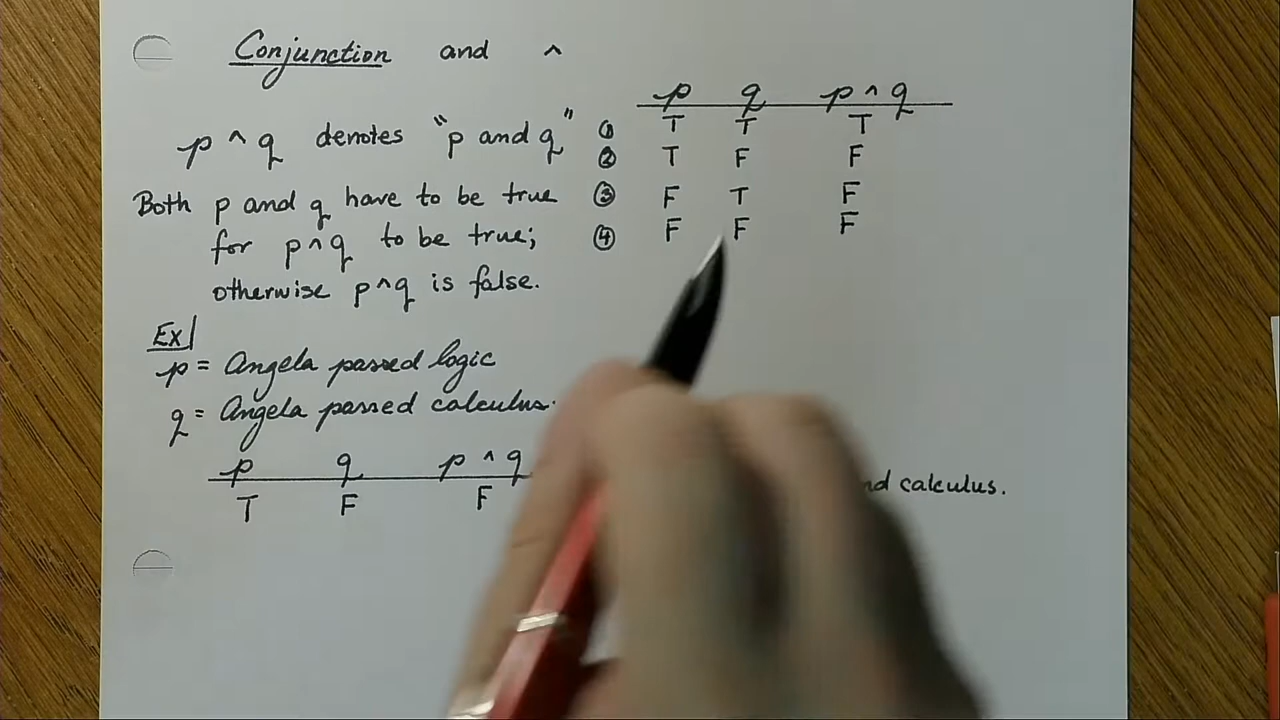 Conjunction and ^
p ^ q denotes "p and q"
Both p and q have to be true
for p^q to be true;
otherwise p^q is false.
p q p ^ q
① T T T
② T F F
③ F T F
④ F F F
Ex
p = Angela passed logic
q = Angela passed calculus.
p q p ^ q
T F F
calculus.